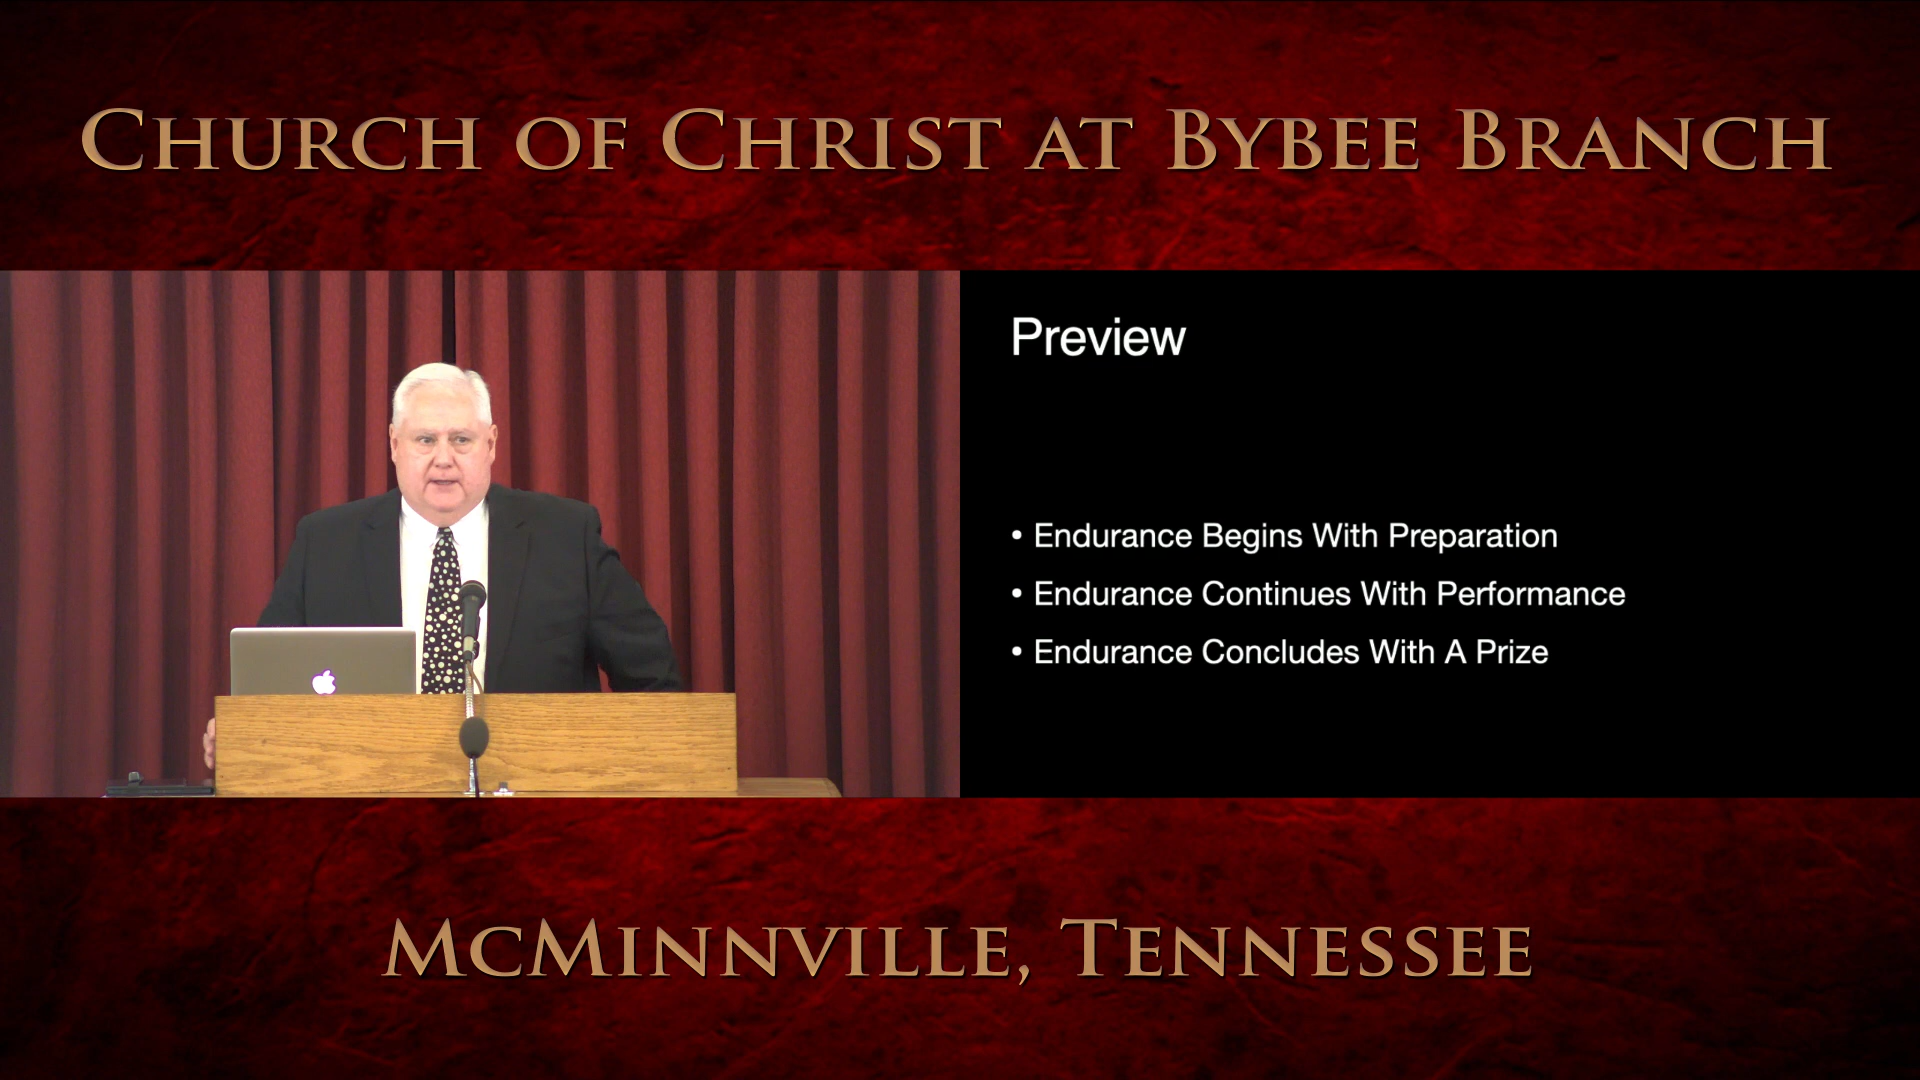 Church of Christ at Bybee Branch
Preview
• Endurance Begins With Preparation
• Endurance Continues With Performance
• Endurance Concludes With A Prize
McMinnville, Tennessee